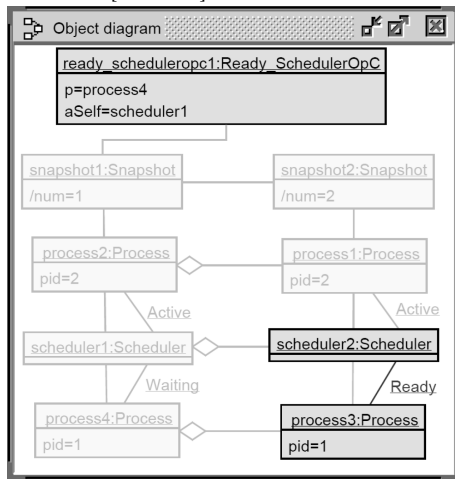 Object diagram
ready_scheduleropc1:Ready_SchedulerOpC
p=process4
aSelf=scheduler1
snapshot1:Snapshot
snapshot2:Snapshot
/num=1
/num=2
process2:Process
process1:Process
pid=2
pid=2
Active
Active
scheduler1:Scheduler
scheduler2:Scheduler
Waiting
Ready
process4:Process
process3:Process
pid=1
pid=1